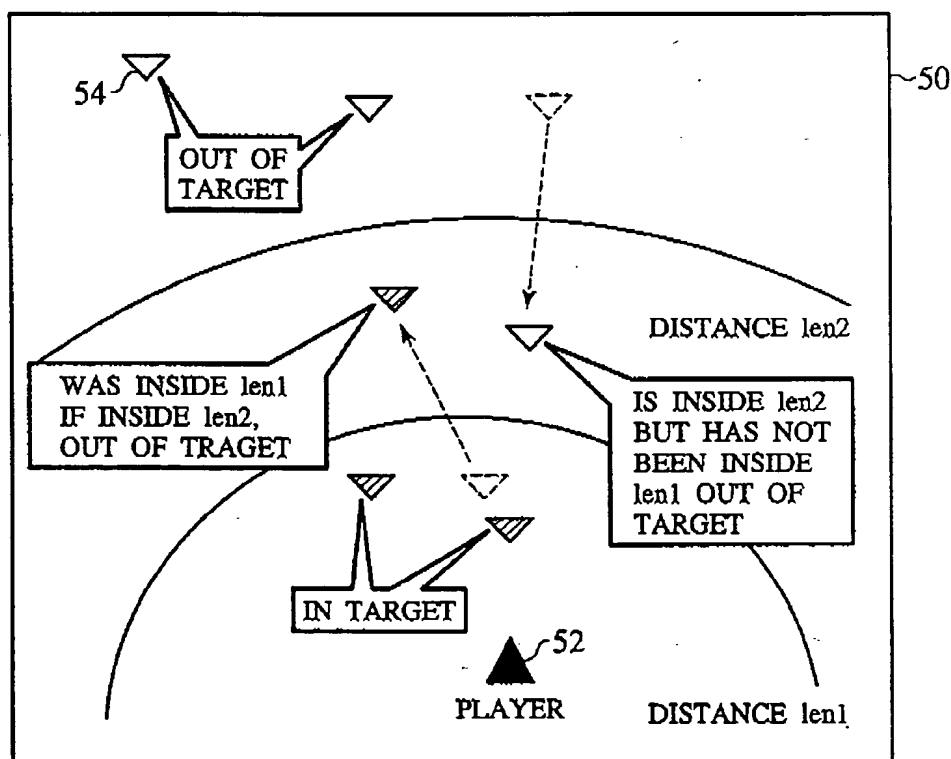 50
54
OUT OF
TARGET
DISTANCE len2
WAS INSIDE len1
IF INSIDE len2,
OUT OF TRAGET
IS INSIDE len2
BUT HAS NOT
BEEN INSIDE
len1 OUT OF
TARGET
IN TARGET
52
PLAYER
DISTANCE len1